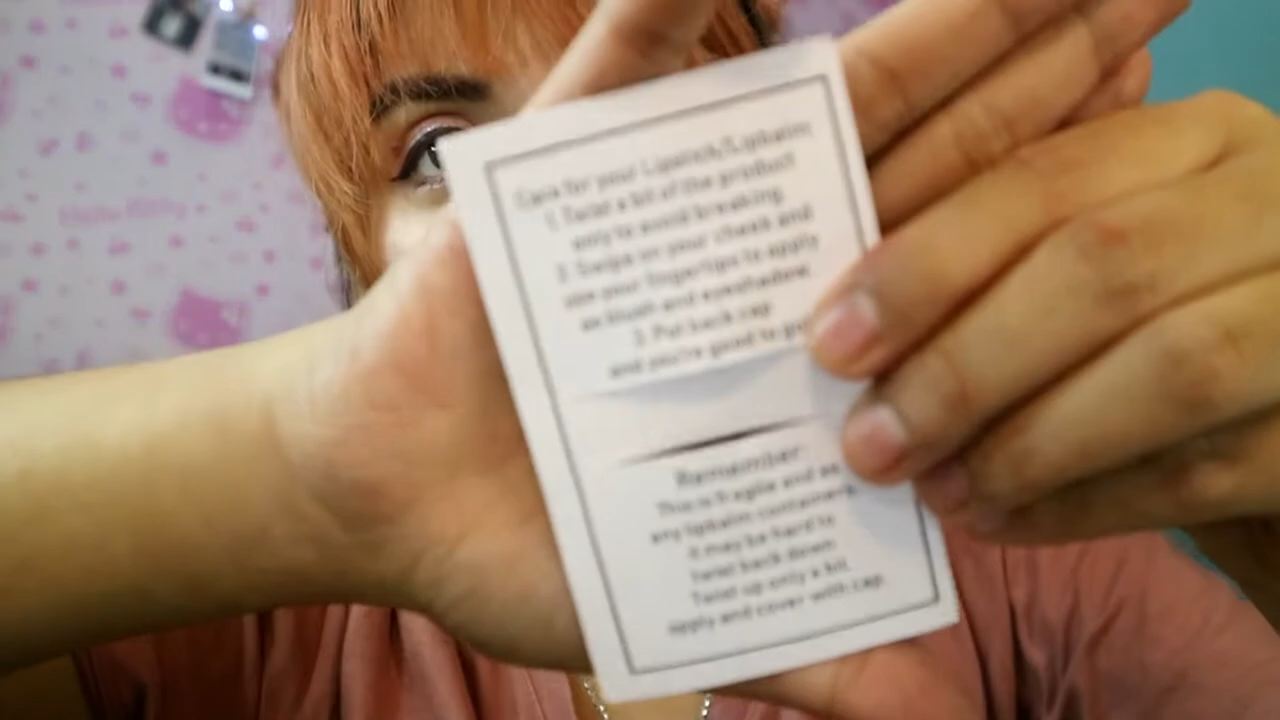 Care for your Lipstick/Lipbalm
1. Twist a bit of the product
only to avoid breaking.
2. Swipe on your cheek and
use your fingertips to apply
as blush and eyeshadow
3. Put back cap
and you're good to go
Remember:
This is fragile and as
any lipbalm containers
it may be hard to
twist back down.
Twist up only a bit,
apply and cover with cap.
Hello Kitty